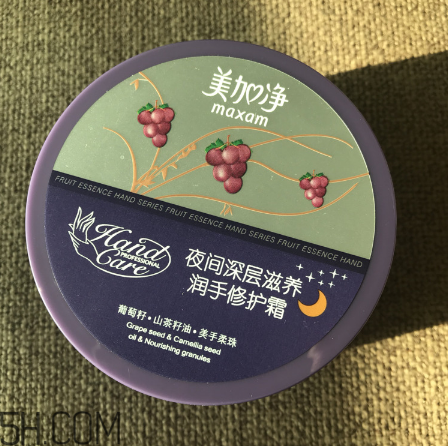 美加净
maxam
FRUIT ESSENCE HAND SERIES FRUIT ESSENCE HAND SERIES FRUIT ESSENCE HAND
Hand
PROFESSIONAL
Care
夜间深层滋养
润手修护霜
葡萄籽•山茶籽油•美手柔珠
Grape seed & Camellia seed
oil & Nourishing granules
5H.COM